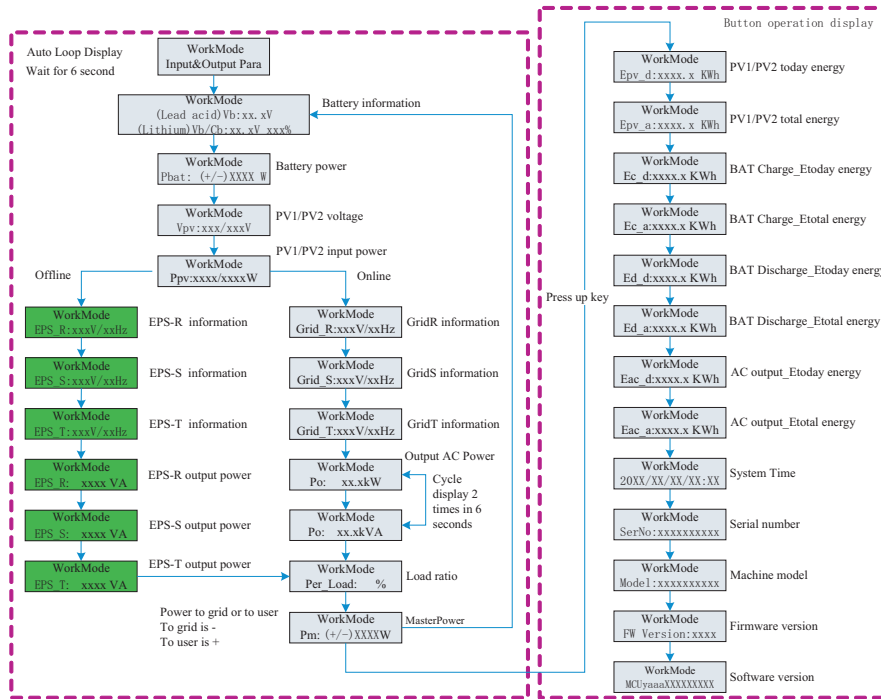 Auto Loop Display
Wait for 6 second
WorkMode
Input&Output Para
WorkMode
(Lead acid)Vb:xx.xV
(Lithium)Vb/Cb:xx.xV xxx%
Battery information
WorkMode
Pbat: (+/-)XXXX W
Battery power
WorkMode
Vpv:xxx/xxxV
PV1/PV2 voltage
WorkMode
Ppv:xxxx/xxxxW
PV1/PV2 input power
Offline
Online
WorkMode
EPS_R:xxxV/xxHz
EPS-R information
WorkMode
EPS_S:xxxV/xxHz
EPS-S information
WorkMode
EPS_T:xxxV/xxHz
EPS-T information
WorkMode
EPS_R: xxxx VA
EPS-R output power
WorkMode
EPS_S: xxxx VA
EPS-S output power
WorkMode
EPS_T: xxxx VA
EPS-T output power
WorkMode
Grid_R:xxxV/xxHz
GridR information
WorkMode
Grid_S:xxxV/xxHz
GridS information
WorkMode
Grid_T:xxxV/xxHz
GridT information
WorkMode
Po: xx.xkW
Output AC Power
Cycle
display 2
times in 6
seconds
WorkMode
Po: xx.xkVA
WorkMode
Per_Load: %
Load ratio
WorkMode
Pm: (+/-)XXXXW
MasterPower
Power to grid or to user
To grid is -
To user is +
Press up key
Button operation display
WorkMode
Epv_d:xxxx.x KWh
PV1/PV2 today energy
WorkMode
Epv_a:xxxx.x KWh
PV1/PV2 total energy
WorkMode
Ec_d:xxxx.x KWh
BAT Charge_Etoday energy
WorkMode
Ec_a:xxxx.x KWh
BAT Charge_Etotal energy
WorkMode
Ed_d:xxxx.x KWh
BAT Discharge_Etoday energy
WorkMode
Ed_a:xxxx.x KWh
BAT Discharge_Etotal energy
WorkMode
Eac_d:xxxx.x KWh
AC output_Etoday energy
WorkMode
Eac_a:xxxx.x KWh
AC output_Etotal energy
WorkMode
20XX/XX/XX/XX:XX
System Time
WorkMode
SerNo:xxxxxxxxxx
Serial number
WorkMode
Model:xxxxxxxxxx
Machine model
WorkMode
FW Version:xxxx
Firmware version
WorkMode
MCUyaaaXXXXXXXXX
Software version